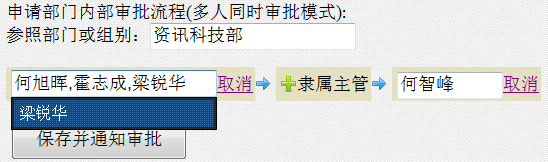 申请部门内部审批流程(多人同时审批模式):
参照部门或组别: 资讯科技部
何旭晖,霍志成,梁锐华 取消 隶属主管 何智峰 取消
梁锐华
保存并通知审批